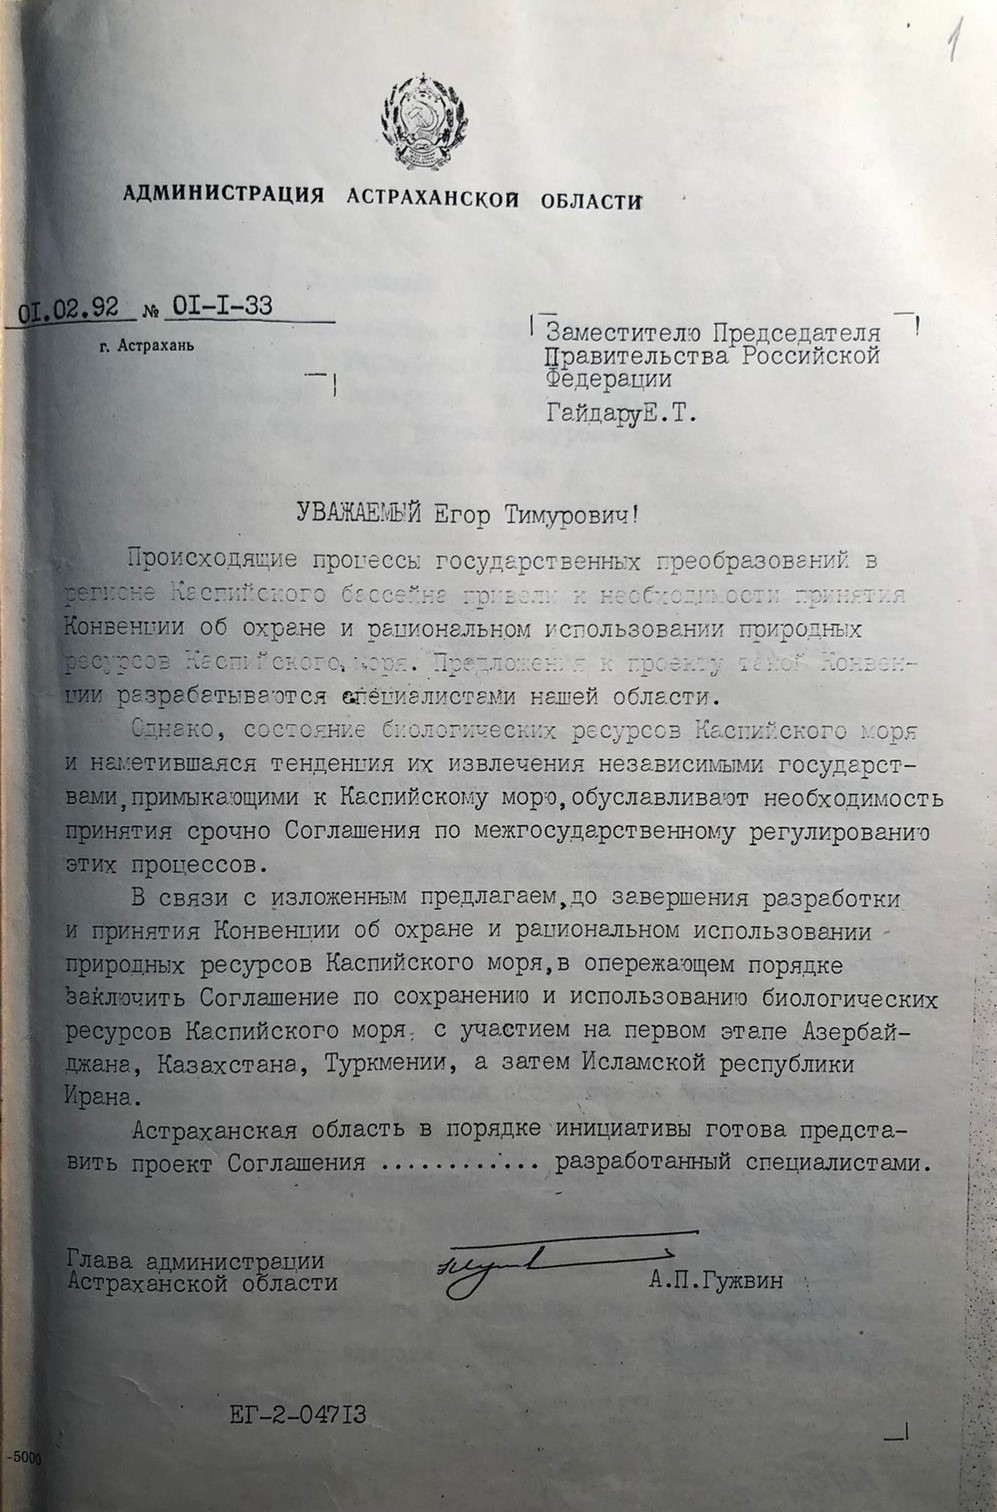 1
АДМИНИСТРАЦИЯ АСТРАХАНСКОЙ ОБЛАСТИ
01.02.92 № 01-I-33
г. Астрахань
Заместителю Председателя
Правительства Российской
Федерации
ГайдаруЕ.Т.
УВАЖАЕМЫЙ Егор Тимурович!
Происходящие процессы государственных преобразований в
регионе Каспийского бассейна привели к необходимости принятия
Конвенции об охране и рациональном использовании природных
ресурсов Каспийского моря. Предложения к проекту такой Конвен-
ции разрабатываются специалистами нашей области.
Однако, состояние биологических ресурсов Каспийского моря
и наметившаяся тенденция их извлечения независимыми государст-
вами,примыкающими к Каспийскому морю,обуславливают необходимость
принятия срочно Соглашения по межгосударственному регулированию
этих процессов.
В связи с изложенным предлагаем,до завершения разработки
и принятия Конвенции об охране и рациональном использовании
природных ресурсов Каспийского моря,в опережающем порядке
заключить Соглашение по сохранению и использованию биологических
ресурсов Каспийского моря, с участием на первом этапе Азербай-
джана, Казахстана, Туркмении, а затем Исламской республики
Ирана.
Астраханская область в порядке инициативы готова предста-
вить проект Соглашения ............ разработанный специалистами.
Глава администрации
Астраханской области
А.П.Гужвин
ЕГ-2-04713
-5000